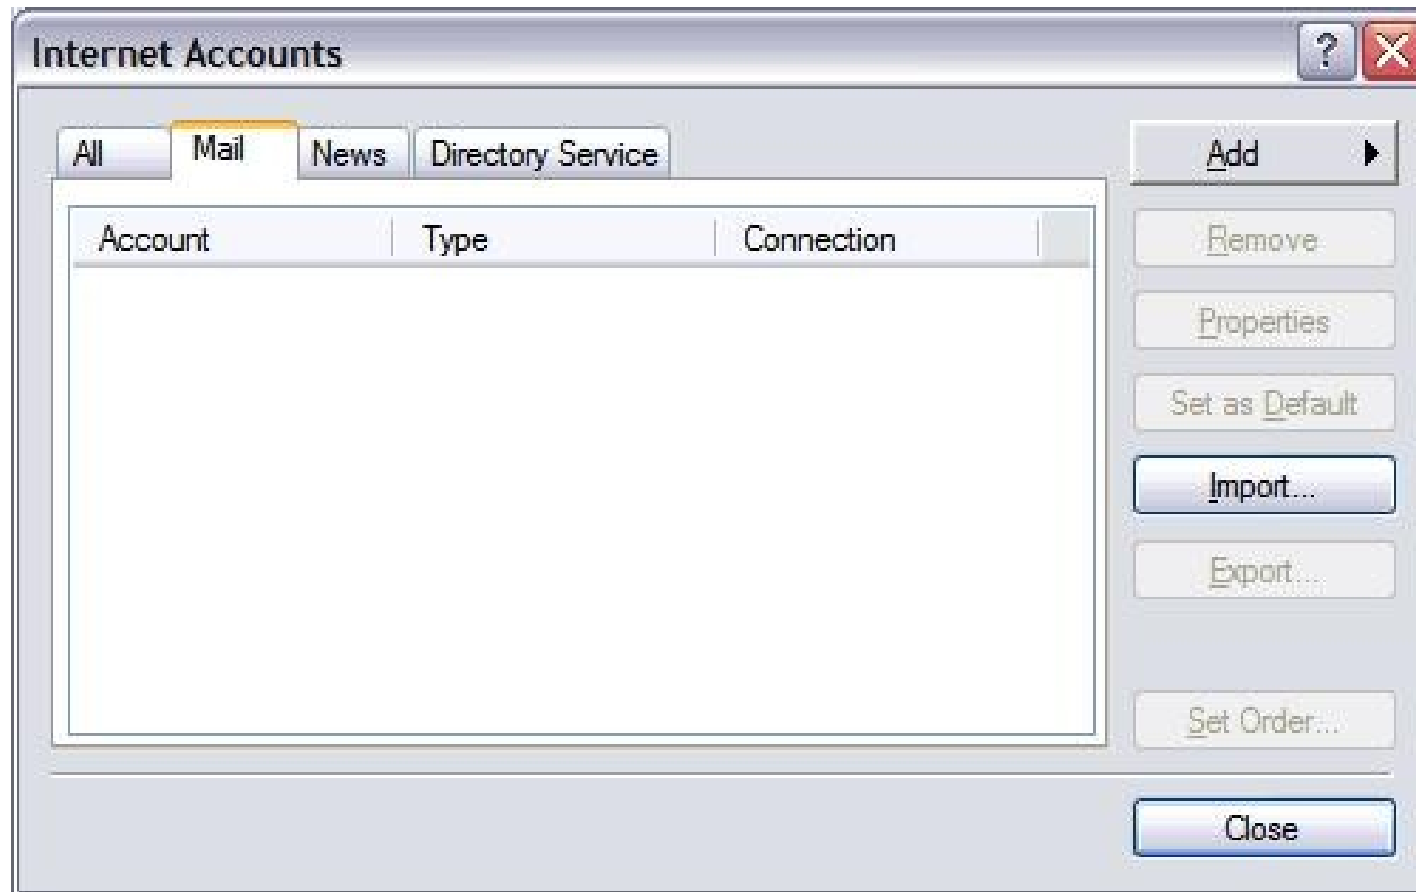 Internet Accounts
?
All Mail News Directory Service
Add
Account Type Connection
Remove
Properties
Set as Default
Import...
Export...
Set Order...
Close